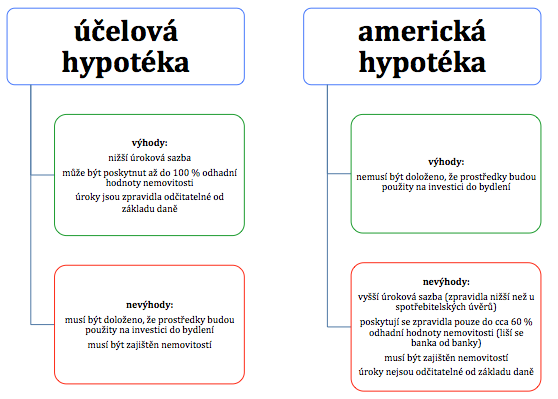 účelová
hypotéka
výhody:
nižší úroková sazba
může být poskytnut až do 100 % odhadní
hodnoty nemovitosti
úroky jsou zpravidla odčitatelné od
základu daně
nevýhody:
musí být doloženo, že prostředky budou
použity na investici do bydlení
musí být zajištěn nemovitostí
americká
hypotéka
výhody:
nemusí být doloženo, že prostředky budou
použity na investici do bydlení
nevýhody:
vyšší úroková sazba (zpravidla nižší než u
spotřebitelských úvěrů)
poskytují se zpravidla pouze do cca 60 %
odhadní hodnoty nemovitosti (liší se
banka od banky)
musí být zajištěn nemovitostí
úroky nejsou odčitatelné od základu daně